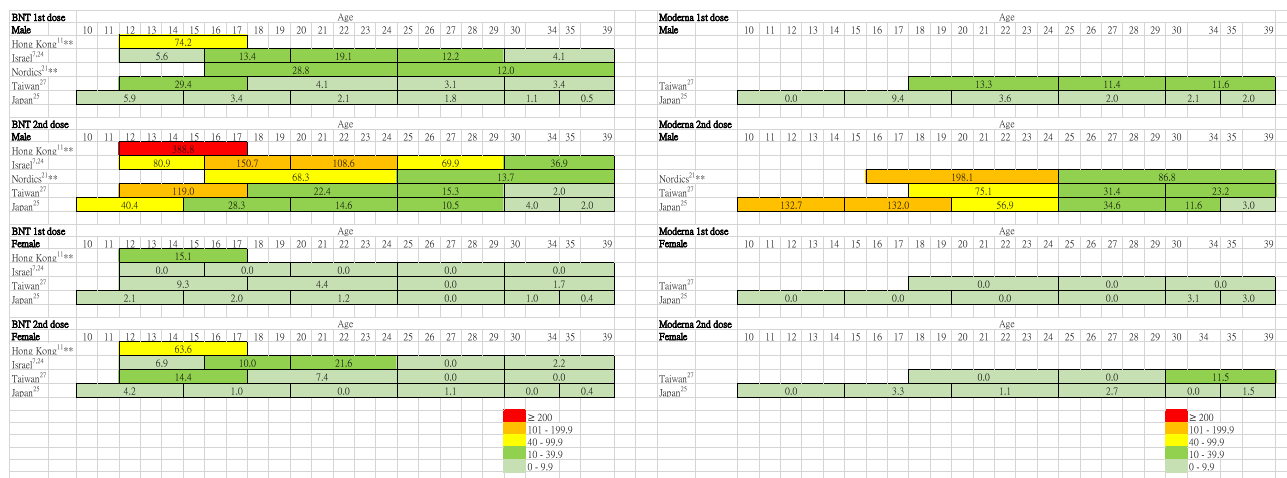 BNT 1st dose Age
Male 10 11 12 13 14 15 16 17 18 19 20 21 22 23 24 25 26 27 28 29 30 34 35 39
Hong Kong11** 74.2
Israel7,24 5.6 13.4 19.1 12.2 4.1
Nordics21** 28.8 12.0
Taiwan27 29.4 4.1 3.1 3.4
Japan25 5.9 3.4 2.1 1.8 1.1 0.5
BNT 2nd dose Age
Male 10 11 12 13 14 15 16 17 18 19 20 21 22 23 24 25 26 27 28 29 30 34 35 39
Hong Kong11** 388.8
Israel7,24 80.9 150.7 108.6 69.9 36.9
Nordics21** 68.3 13.7
Taiwan27 119.0 22.4 15.3 2.0
Japan25 40.4 28.3 14.6 10.5 4.0 2.0
BNT 1st dose Age
Female 10 11 12 13 14 15 16 17 18 19 20 21 22 23 24 25 26 27 28 29 30 34 35 39
Hong Kong11** 15.1
Israel7,24 0.0 0.0 0.0 0.0 0.0
Taiwan27 9.3 4.4 0.0 1.7
Japan25 2.1 2.0 1.2 0.0 1.0 0.4
BNT 2nd dose Age
Female 10 11 12 13 14 15 16 17 18 19 20 21 22 23 24 25 26 27 28 29 30 34 35 39
Hong Kong11** 63.6
Israel7,24 6.9 10.0 21.6 0.0 2.2
Taiwan27 14.4 7.4 0.0 0.0
Japan25 4.2 1.0 0.0 1.1 0.0 0.4
≥ 200
101 - 199.9
40 - 99.9
10 - 39.9
0 - 9.9
Moderna 1st dose Age
Male 10 11 12 13 14 15 16 17 18 19 20 21 22 23 24 25 26 27 28 29 30 34 35 39
Taiwan27 13.3 11.4 11.6
Japan25 0.0 9.4 3.6 2.0 2.1 2.0
Moderna 2nd dose Age
Male 10 11 12 13 14 15 16 17 18 19 20 21 22 23 24 25 26 27 28 29 30 34 35 39
Nordics21** 198.1 86.8
Taiwan27 75.1 31.4 23.2
Japan25 132.7 132.0 56.9 34.6 11.6 3.0
Moderna 1st dose Age
Female 10 11 12 13 14 15 16 17 18 19 20 21 22 23 24 25 26 27 28 29 30 34 35 39
Taiwan27 0.0 0.0 0.0
Japan25 0.0 0.0 0.0 0.0 3.1 3.0
Moderna 2nd dose Age
Female 10 11 12 13 14 15 16 17 18 19 20 21 22 23 24 25 26 27 28 29 30 34 35 39
Taiwan27 0.0 0.0 11.5
Japan25 0.0 3.3 1.1 2.7 0.0 1.5
≥ 200
101 - 199.9
40 - 99.9
10 - 39.9
0 - 9.9